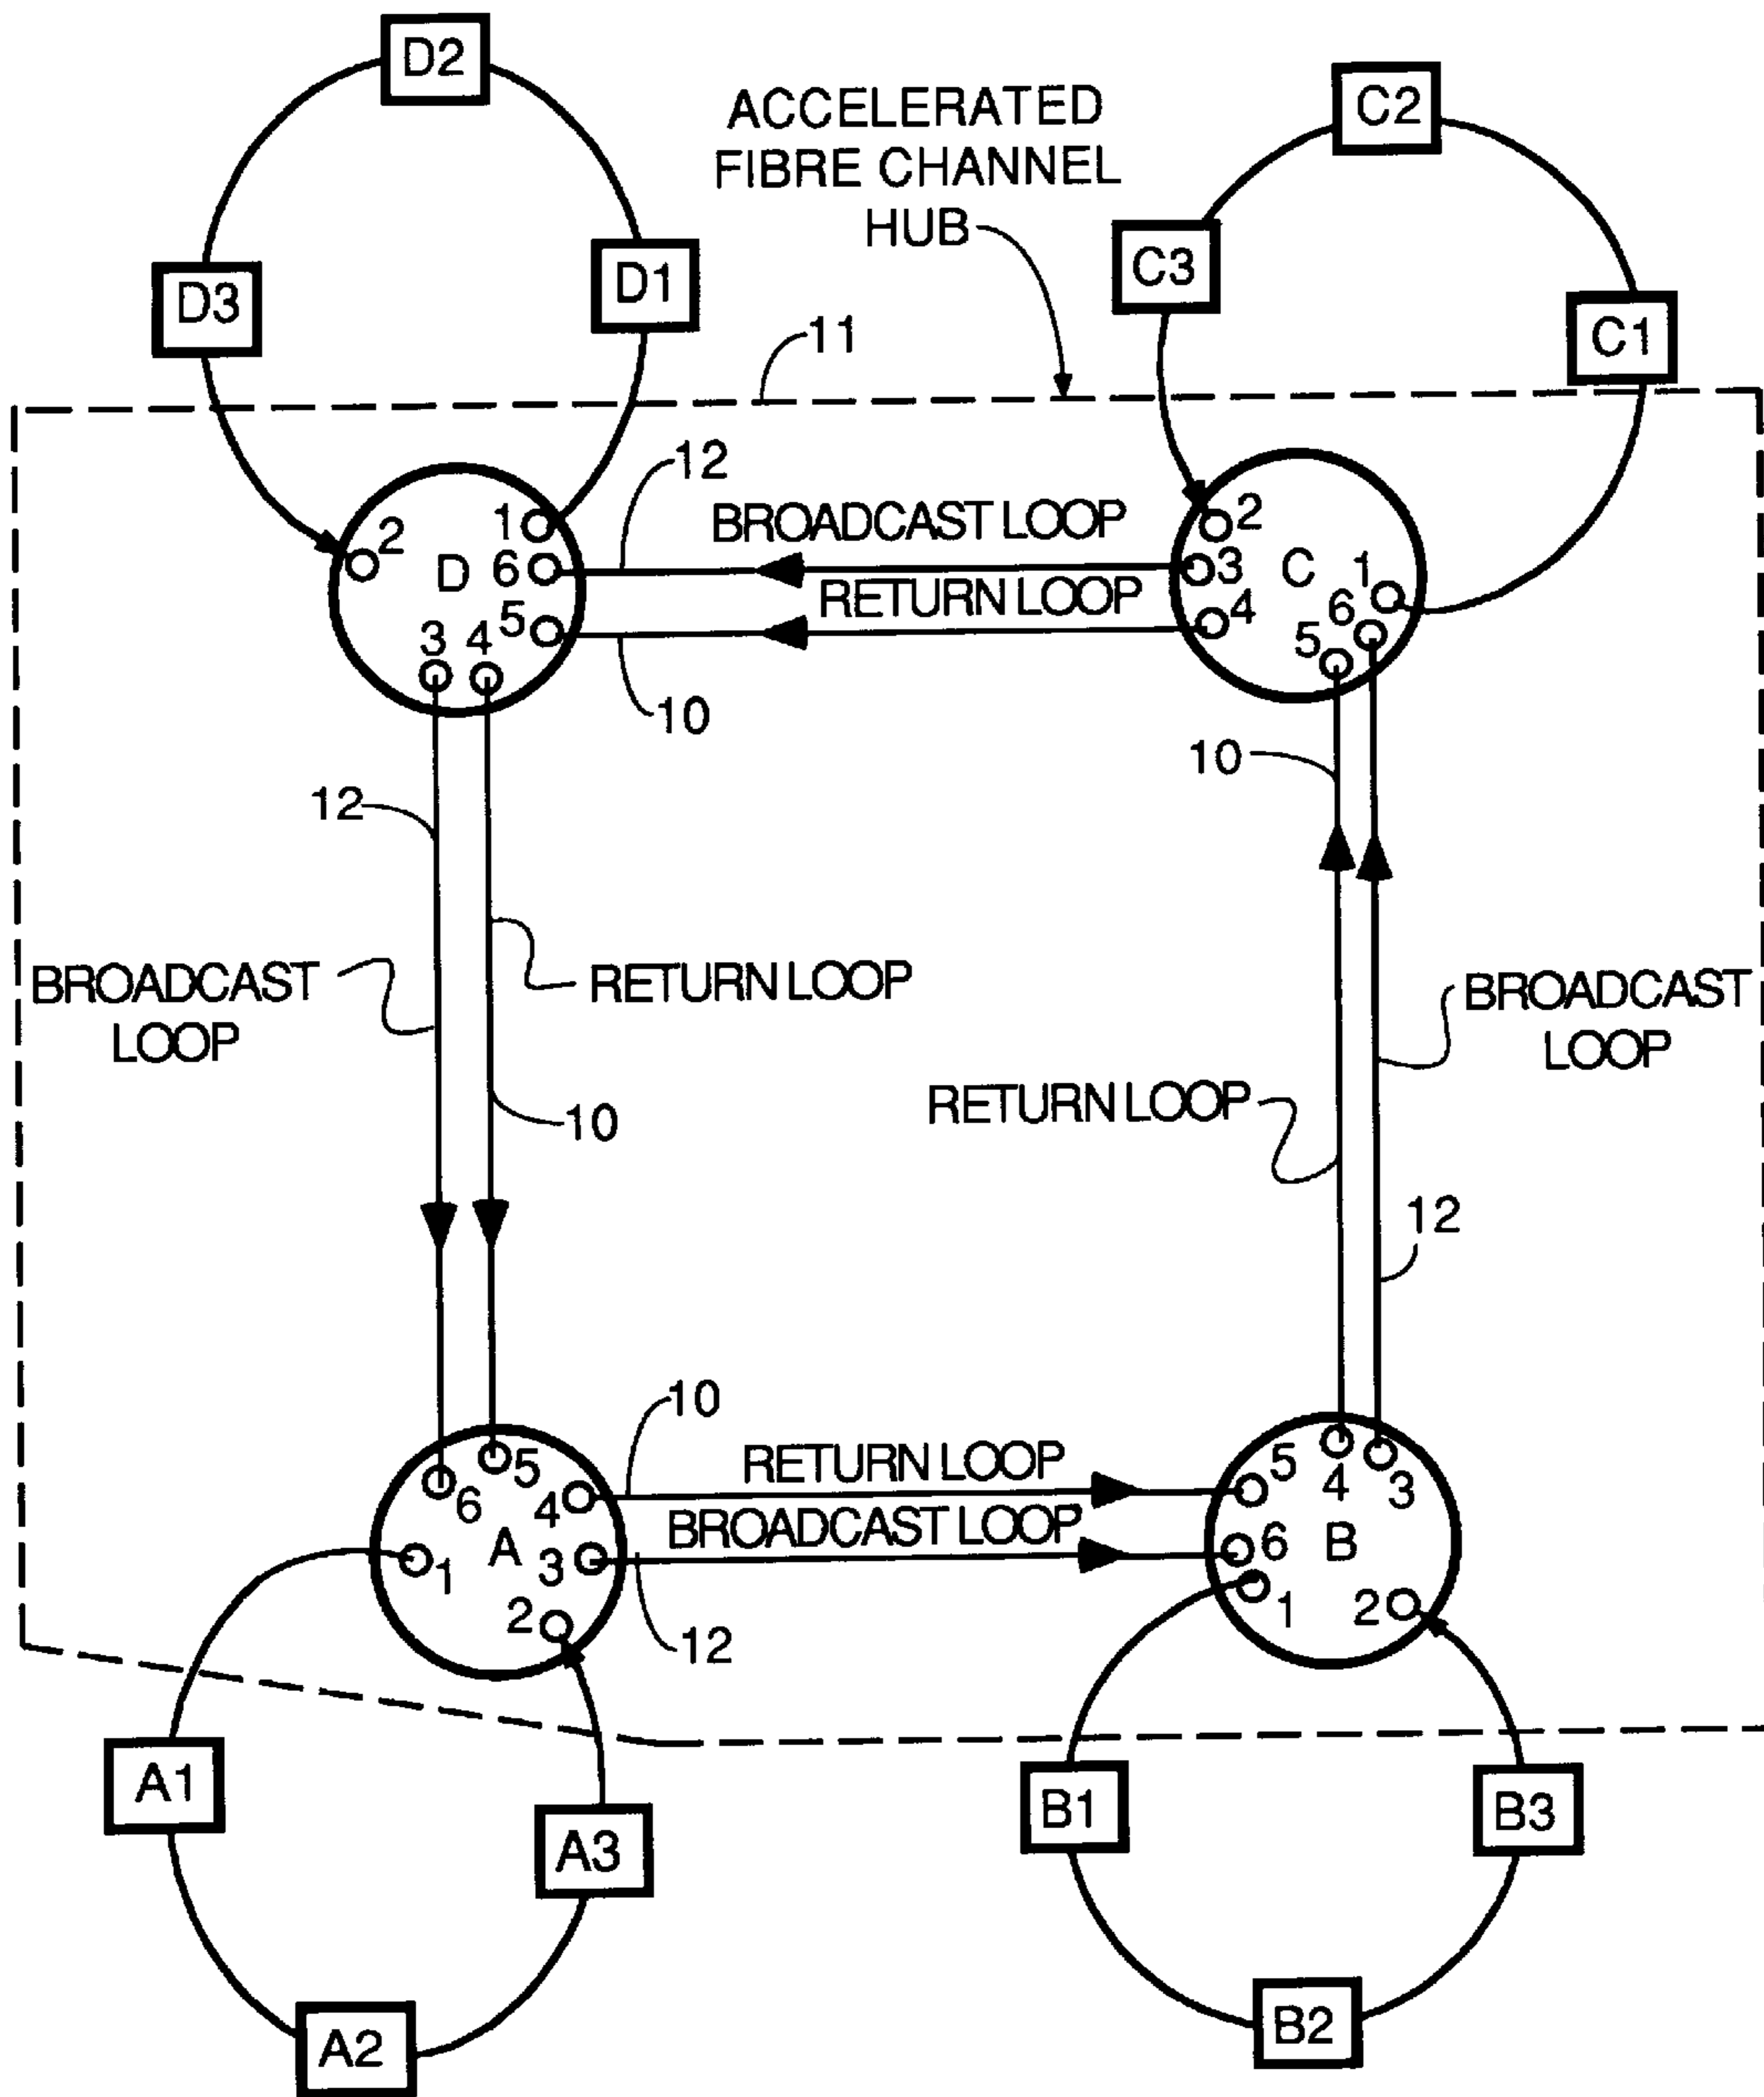 D2
ACCELERATED
FIBRE CHANNEL
HUB
C2
D3
D1
C3
C1
11
12
BROADCAST LOOP
RETURN LOOP
10
2
1
D
6
5
3
4
2
3
C
1
4
6
5
10
12
BROADCAST
LOOP
RETURN LOOP
10
BROADCAST
LOOP
RETURN LOOP
12
10
RETURN LOOP
BROADCAST LOOP
12
5
6
4
A
3
1
2
5
4
3
6
B
1
2
A1
A3
A2
B1
B3
B2